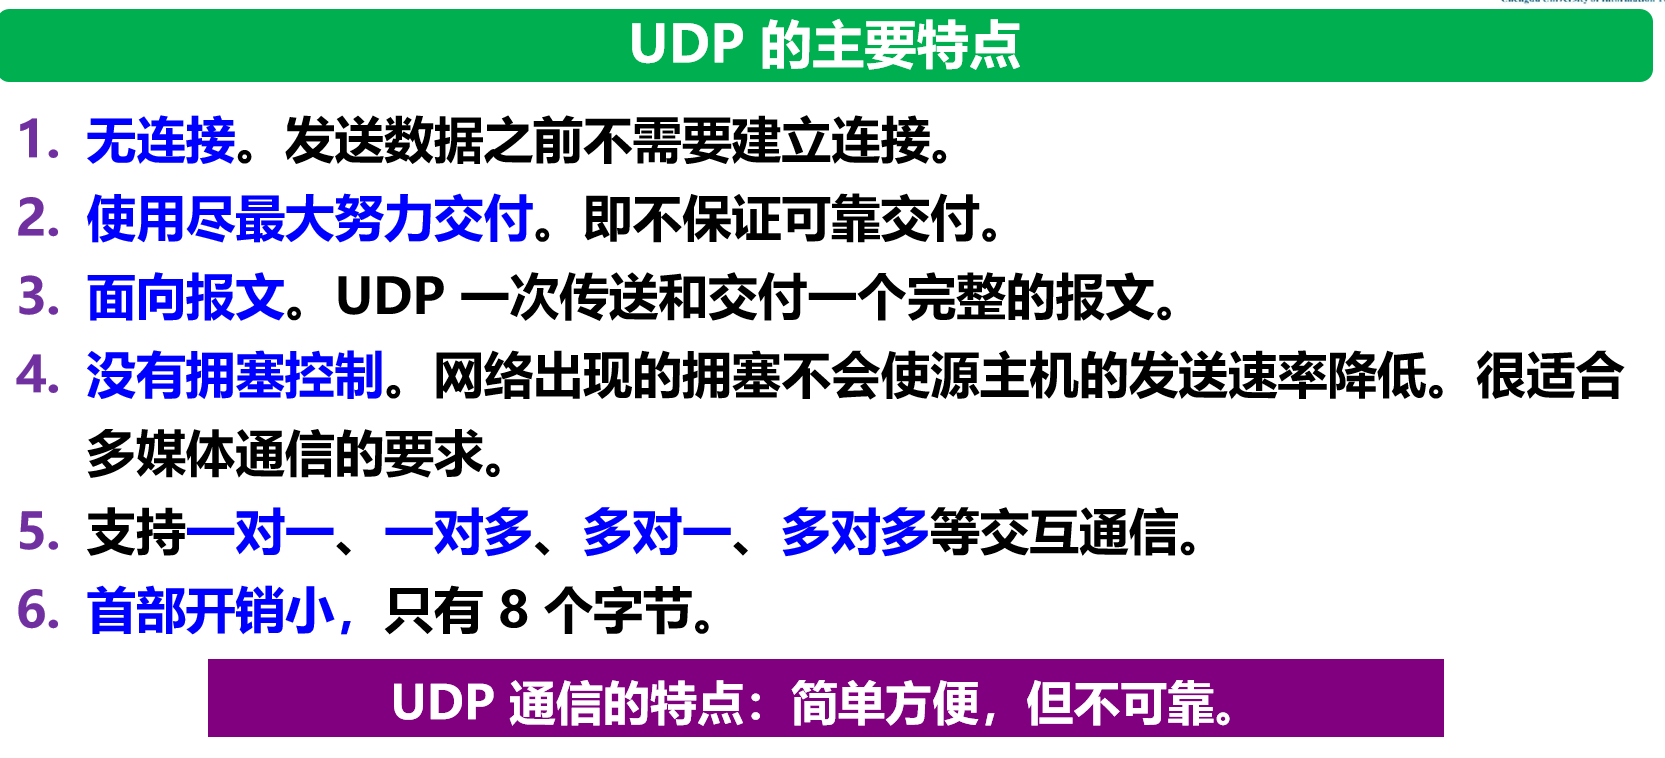 UDP 的主要特点
1. 无连接。发送数据之前不需要建立连接。
2. 使用尽最大努力交付。即不保证可靠交付。
3. 面向报文。UDP 一次传送和交付一个完整的报文。
4. 没有拥塞控制。网络出现的拥塞不会使源主机的发送速率降低。很适合
多媒体通信的要求。
5. 支持一对一、一对多、多对一、多对多等交互通信。
6. 首部开销小，只有 8 个字节。
UDP 通信的特点：简单方便，但不可靠。